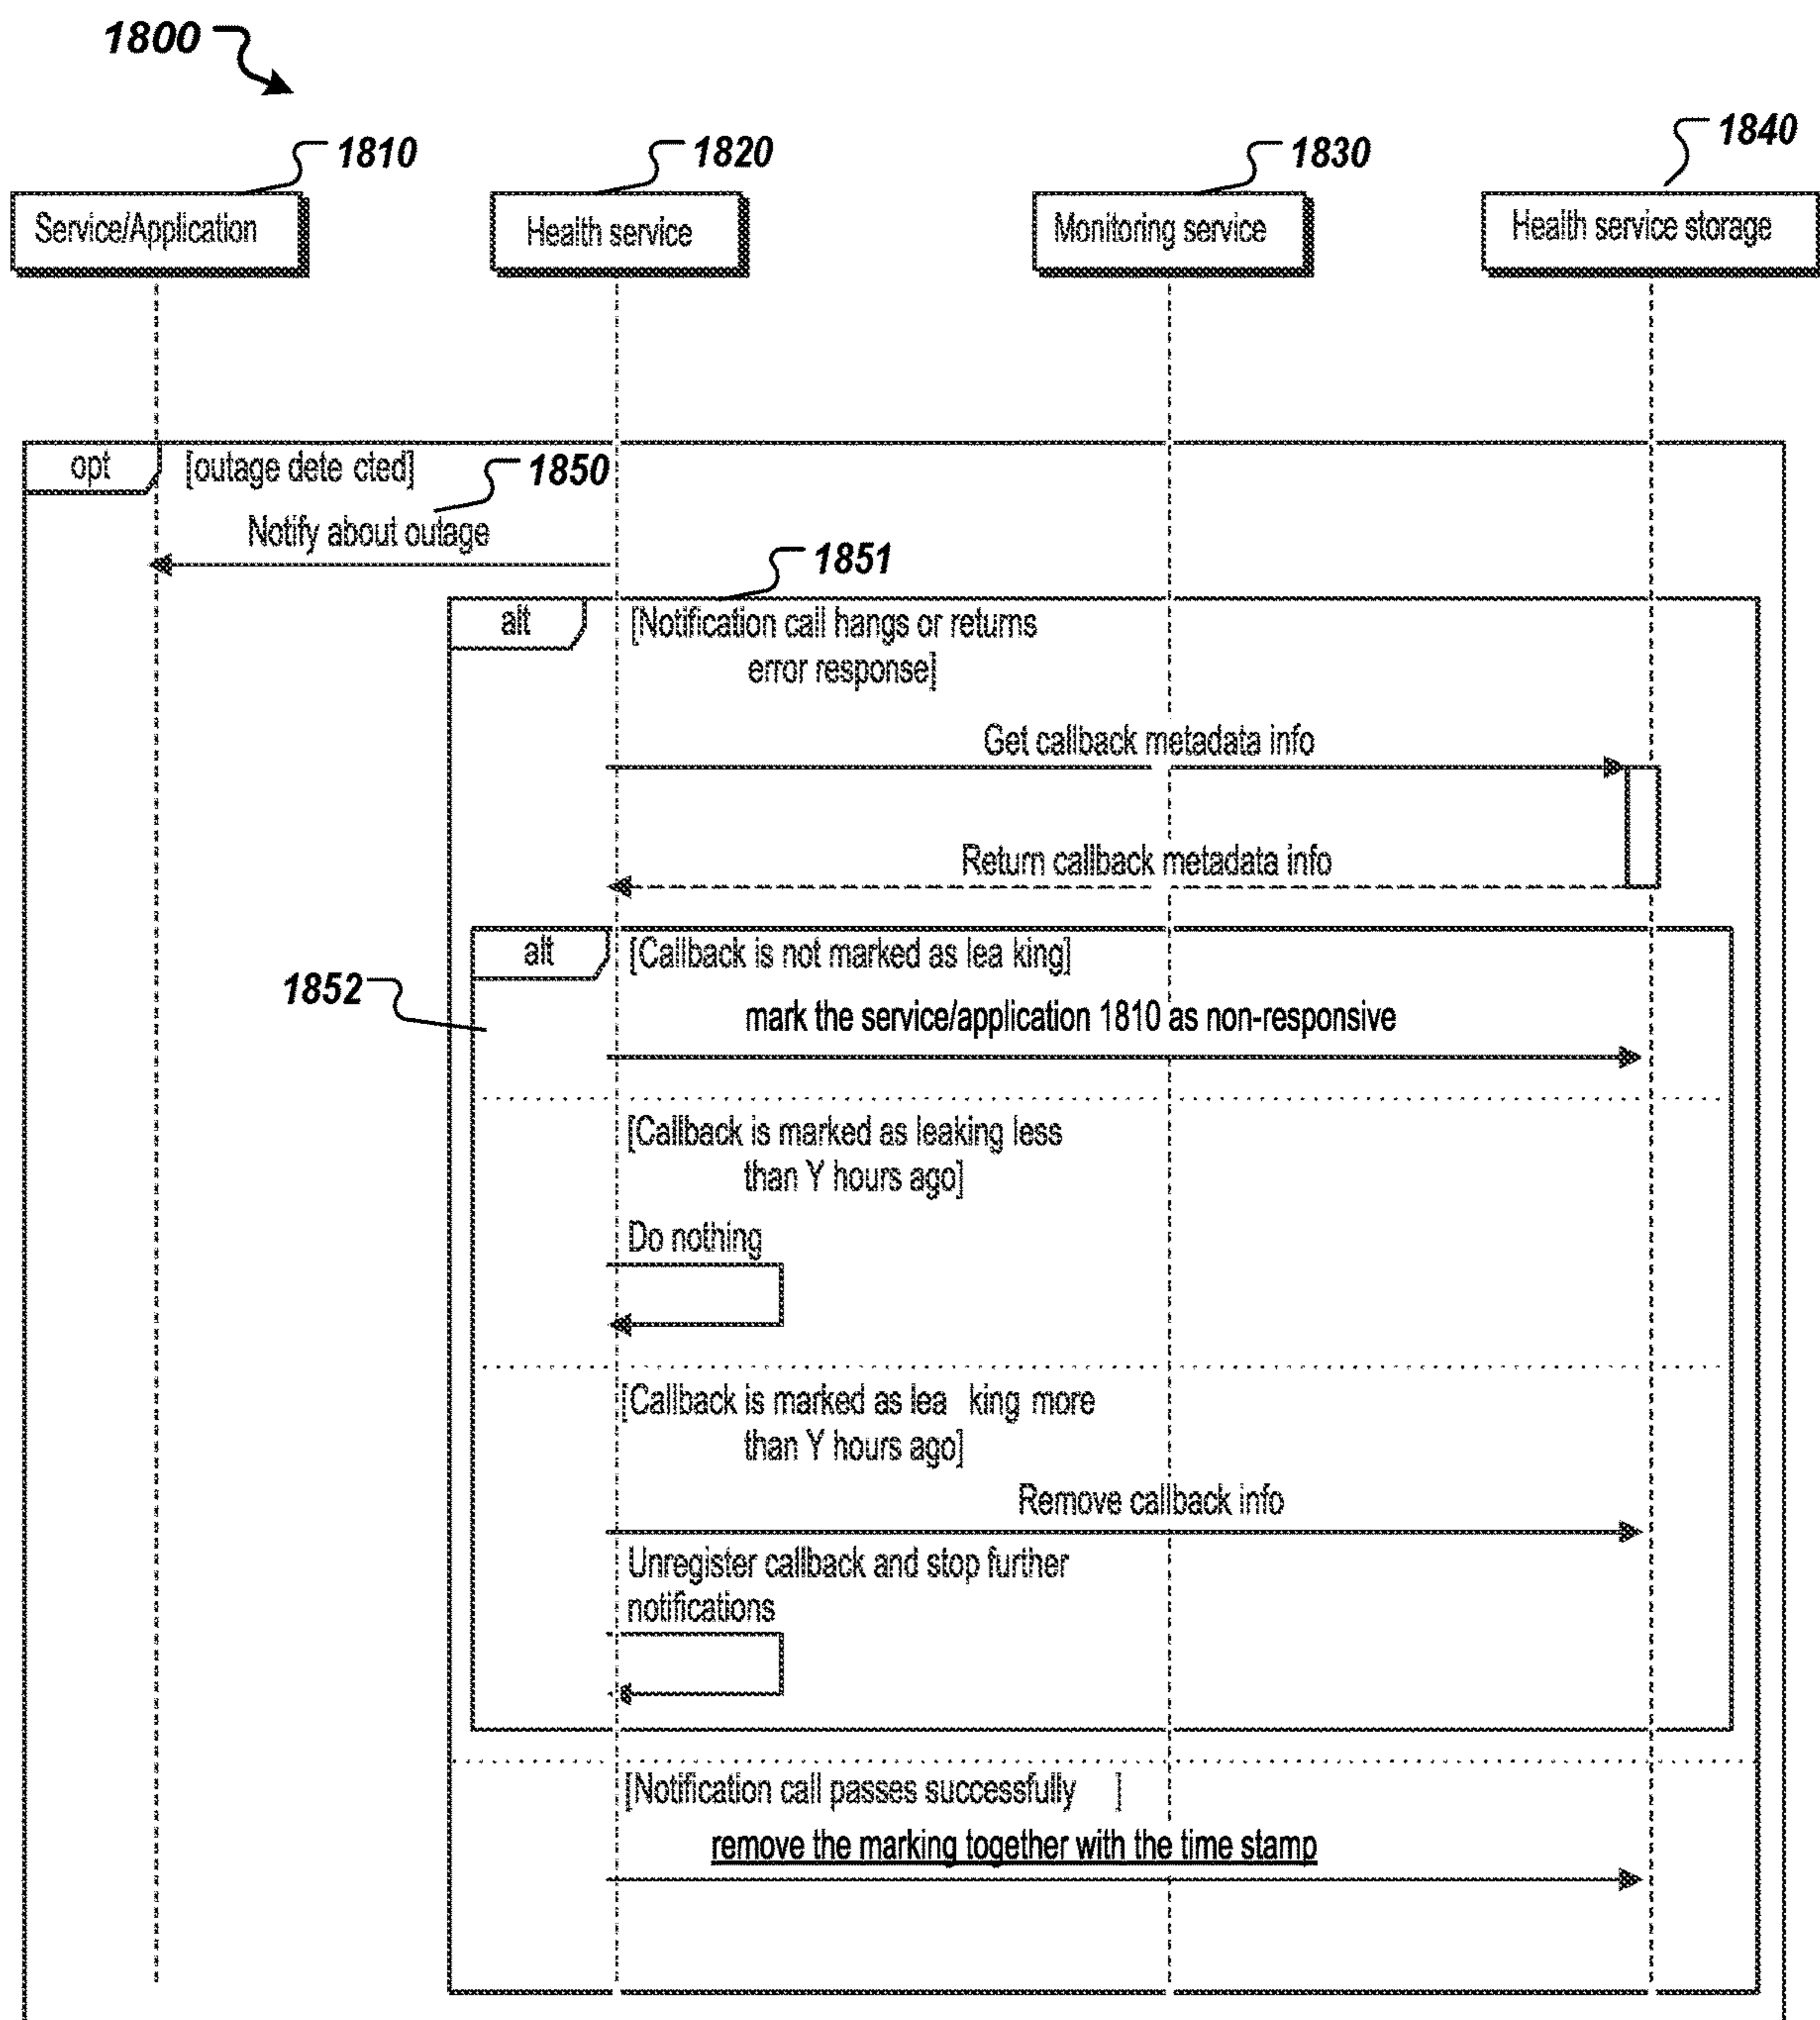 1800
1810
1820
1830
1840
Service/Application
Health service
Monitoring service
Health service storage
opt
[outage dete cted]
1850
Notify about outage
1851
alt
[Notification call hangs or returns
error response]
Get callback metadata info
Return callback metadata info
alt
[Callback is not marked as lea king]
1852
mark the service/application 1810 as non-responsive
[Callback is marked as leaking less
than Y hours ago]
Do nothing
[Callback is marked as lea king more
than Y hours ago]
Remove callback info
Unregister callback and stop further
notifications
[Notification call passes successfully ]
remove the marking together with the time stamp